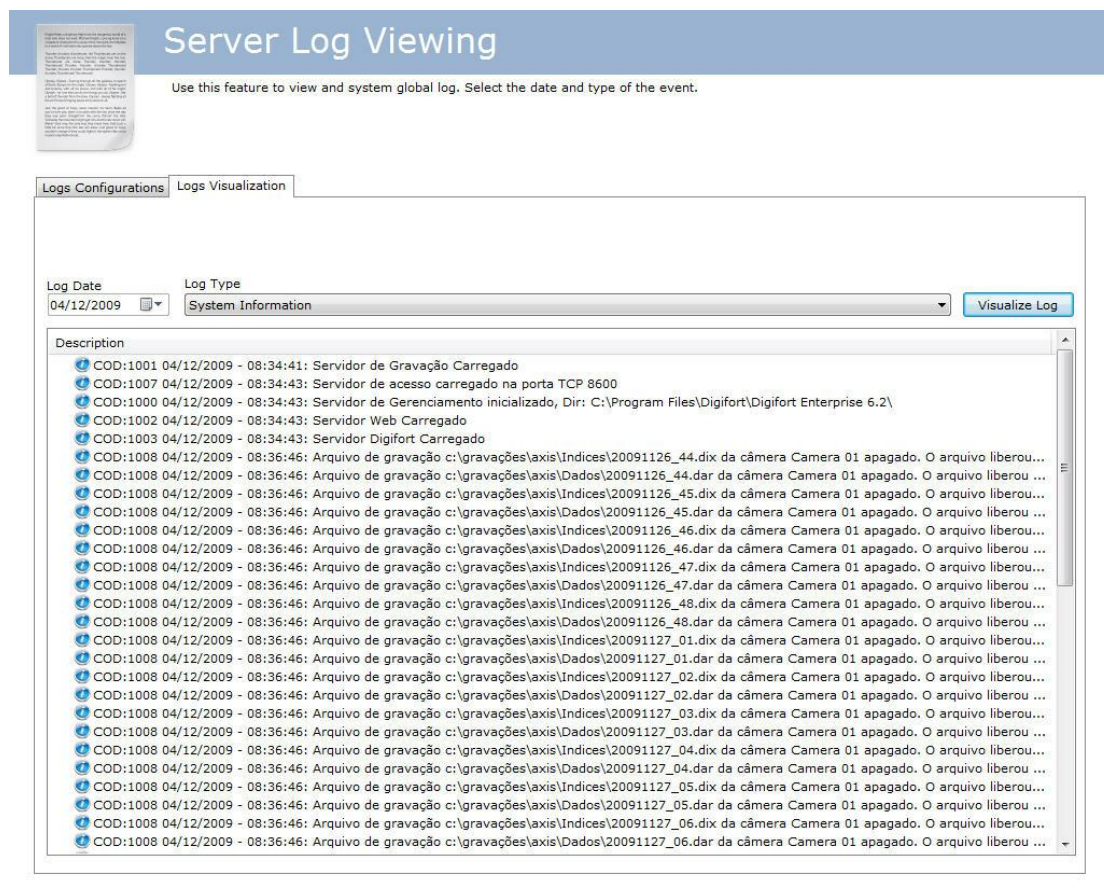 Server Log Viewing
Use this feature to view and system global log. Select the date and type of the event.
Logs Configurations
Logs Visualization
Log Date
Log Type
04/12/2009
System Information
Visualize Log
Description
COD:1001 04/12/2009 - 08:34:41: Servidor de Gravação Carregado
COD:1007 04/12/2009 - 08:34:43: Servidor de acesso carregado na porta TCP 8600
COD:1000 04/12/2009 - 08:34:43: Servidor de Gerenciamento inicializado, Dir: C:\Program Files\Digifort\Digifort Enterprise 6.2\
COD:1002 04/12/2009 - 08:34:43: Servidor Web Carregado
COD:1003 04/12/2009 - 08:34:43: Servidor Digifort Carregado
COD:1008 04/12/2009 - 08:36:46: Arquivo de gravação c:\gravações\axis\Indices\20091126_44.dix da câmera Camera 01 apagado. O arquivo liberou...
COD:1008 04/12/2009 - 08:36:46: Arquivo de gravação c:\gravações\axis\Dados\20091126_44.dar da câmera Camera 01 apagado. O arquivo liberou ...
COD:1008 04/12/2009 - 08:36:46: Arquivo de gravação c:\gravações\axis\Indices\20091126_45.dix da câmera Camera 01 apagado. O arquivo liberou...
COD:1008 04/12/2009 - 08:36:46: Arquivo de gravação c:\gravações\axis\Dados\20091126_45.dar da câmera Camera 01 apagado. O arquivo liberou ...
COD:1008 04/12/2009 - 08:36:46: Arquivo de gravação c:\gravações\axis\Indices\20091126_46.dix da câmera Camera 01 apagado. O arquivo liberou...
COD:1008 04/12/2009 - 08:36:46: Arquivo de gravação c:\gravações\axis\Dados\20091126_46.dar da câmera Camera 01 apagado. O arquivo liberou ...
COD:1008 04/12/2009 - 08:36:46: Arquivo de gravação c:\gravações\axis\Indices\20091126_47.dix da câmera Camera 01 apagado. O arquivo liberou...
COD:1008 04/12/2009 - 08:36:46: Arquivo de gravação c:\gravações\axis\Dados\20091126_47.dar da câmera Camera 01 apagado. O arquivo liberou ...
COD:1008 04/12/2009 - 08:36:46: Arquivo de gravação c:\gravações\axis\Indices\20091126_48.dix da câmera Camera 01 apagado. O arquivo liberou...
COD:1008 04/12/2009 - 08:36:46: Arquivo de gravação c:\gravações\axis\Dados\20091126_48.dar da câmera Camera 01 apagado. O arquivo liberou ...
COD:1008 04/12/2009 - 08:36:46: Arquivo de gravação c:\gravações\axis\Indices\20091127_01.dix da câmera Camera 01 apagado. O arquivo liberou...
COD:1008 04/12/2009 - 08:36:46: Arquivo de gravação c:\gravações\axis\Dados\20091127_01.dar da câmera Camera 01 apagado. O arquivo liberou ...
COD:1008 04/12/2009 - 08:36:46: Arquivo de gravação c:\gravações\axis\Indices\20091127_02.dix da câmera Camera 01 apagado. O arquivo liberou...
COD:1008 04/12/2009 - 08:36:46: Arquivo de gravação c:\gravações\axis\Dados\20091127_02.dar da câmera Camera 01 apagado. O arquivo liberou ...
COD:1008 04/12/2009 - 08:36:46: Arquivo de gravação c:\gravações\axis\Indices\20091127_03.dix da câmera Camera 01 apagado. O arquivo liberou...
COD:1008 04/12/2009 - 08:36:46: Arquivo de gravação c:\gravações\axis\Dados\20091127_03.dar da câmera Camera 01 apagado. O arquivo liberou ...
COD:1008 04/12/2009 - 08:36:46: Arquivo de gravação c:\gravações\axis\Indices\20091127_04.dix da câmera Camera 01 apagado. O arquivo liberou...
COD:1008 04/12/2009 - 08:36:46: Arquivo de gravação c:\gravações\axis\Dados\20091127_04.dar da câmera Camera 01 apagado. O arquivo liberou ...
COD:1008 04/12/2009 - 08:36:46: Arquivo de gravação c:\gravações\axis\Indices\20091127_05.dix da câmera Camera 01 apagado. O arquivo liberou...
COD:1008 04/12/2009 - 08:36:46: Arquivo de gravação c:\gravações\axis\Dados\20091127_05.dar da câmera Camera 01 apagado. O arquivo liberou ...
COD:1008 04/12/2009 - 08:36:46: Arquivo de gravação c:\gravações\axis\Indices\20091127_06.dix da câmera Camera 01 apagado. O arquivo liberou...
COD:1008 04/12/2009 - 08:36:46: Arquivo de gravação c:\gravações\axis\Dados\20091127_06.dar da câmera Camera 01 apagado. O arquivo liberou ...